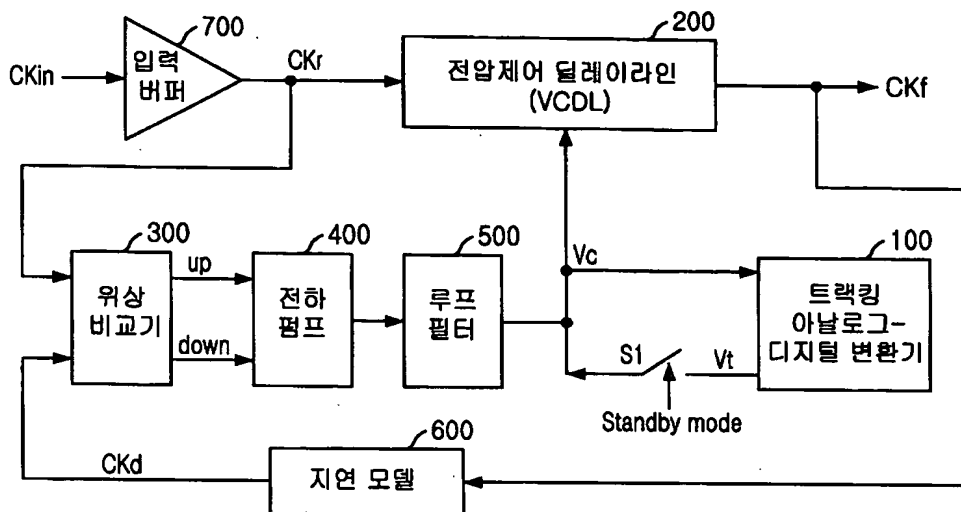 700
200
CKin
입력
버퍼
CKr
전압제어 딜레이라인
(VCDL)
CKf
300
400
500
100
위상
비교기
up
down
전하
펌프
루프
필터
Vc
트랙킹
아날로그-
디지털 변환기
S1
Vt
Standby mode
600
CKd
지연 모델